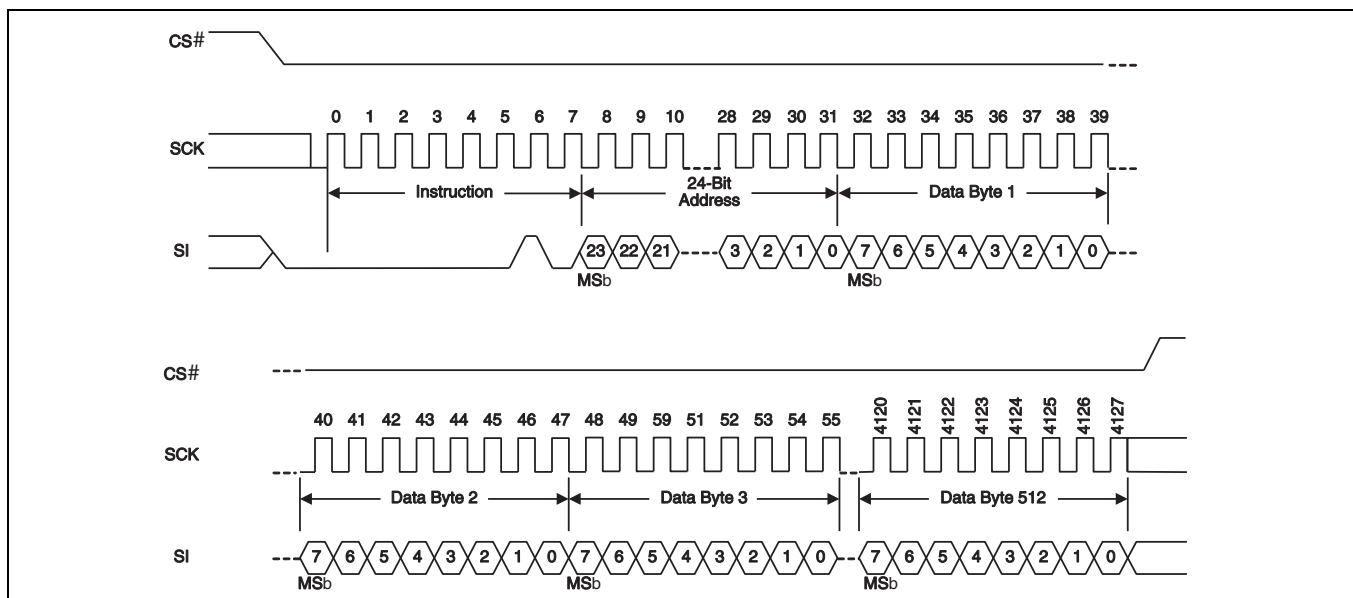 CS#
0 1 2 3 4 5 6 7 8 9 10 28 29 30 31 32 33 34 35 36 37 38 39
SCK
Instruction 24-Bit Address Data Byte 1
SI 23 22 21 3 2 1 0 7 6 5 4 3 2 1 0
MSb MSb
CS#
40 41 42 43 44 45 46 47 48 49 59 51 52 53 54 55 4120 4121 4122 4123 4124 4125 4126 4127
SCK
Data Byte 2 Data Byte 3 Data Byte 512
SI 7 6 5 4 3 2 1 0 7 6 5 4 3 2 1 0 7 6 5 4 3 2 1 0
MSb MSb MSb